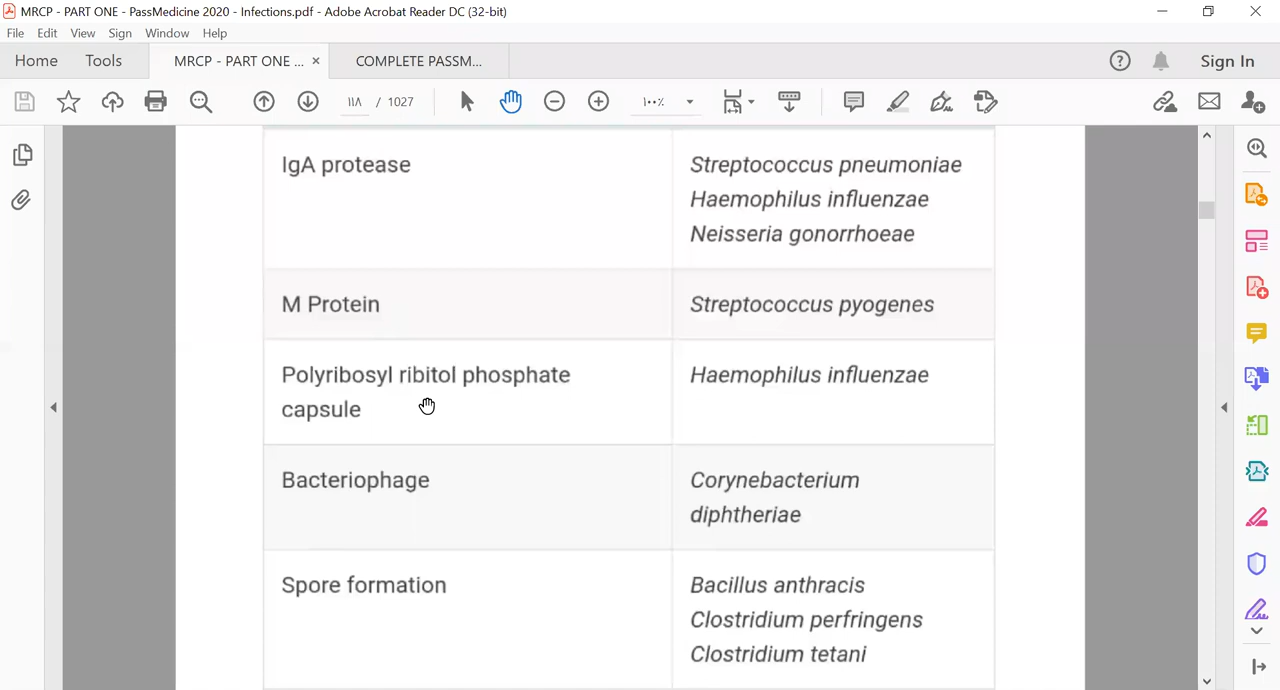 MRCP - PART ONE - PassMedicine 2020 - Infections.pdf - Adobe Acrobat Reader DC (32-bit)
File Edit View Sign Window Help
Home Tools MRCP - PART ONE ... × COMPLETE PASSM... Sign In
١١٨ / 1027 ١٠٠٪
IgA protease Streptococcus pneumoniae
Haemophilus influenzae
Neisseria gonorrhoeae
M Protein Streptococcus pyogenes
Polyribosyl ribitol phosphate Haemophilus influenzae
capsule
Bacteriophage Corynebacterium
diphtheriae
Spore formation Bacillus anthracis
Clostridium perfringens
Clostridium tetani